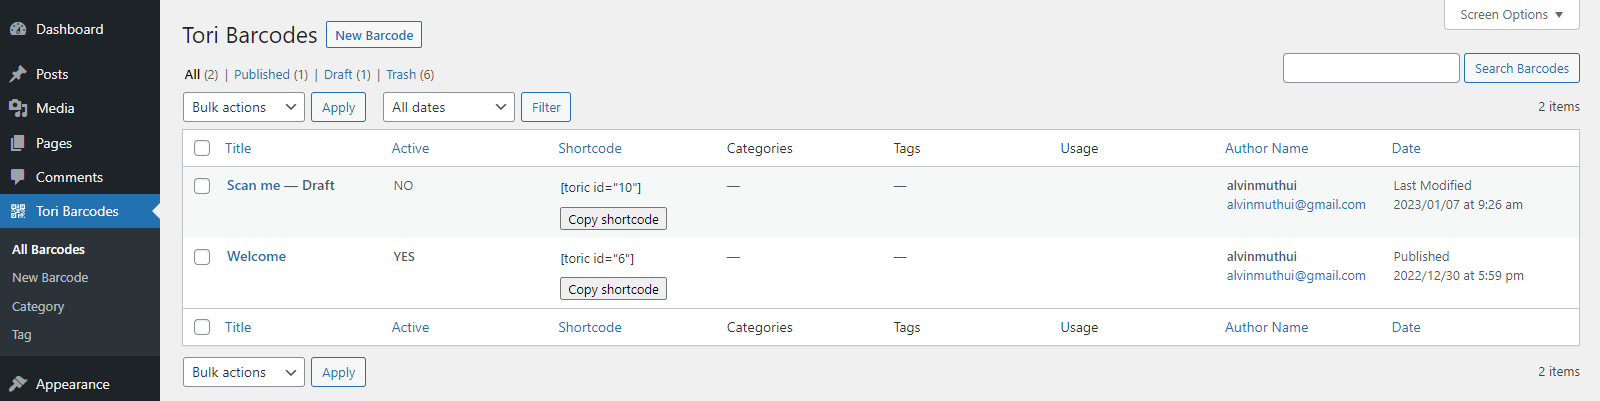 Dashboard
Posts
Media
Pages
Comments
Tori Barcodes
All Barcodes
New Barcode
Category
Tag
Appearance
Screen Options ▼
Tori Barcodes New Barcode
All (2) | Published (1) | Draft (1) | Trash (6)
Search Barcodes
Bulk actions Apply All dates Filter 2 items
Title Active Shortcode Categories Tags Usage Author Name Date
Scan me — Draft NO [toric id="10"] — — alvinmuthui Last Modified
alvinmuthui@gmail.com 2023/01/07 at 9:26 am
Copy shortcode
Welcome YES [toric id="6"] — — alvinmuthui Published
alvinmuthui@gmail.com 2022/12/30 at 5:59 pm
Copy shortcode
Title Active Shortcode Categories Tags Usage Author Name Date
Bulk actions Apply 2 items